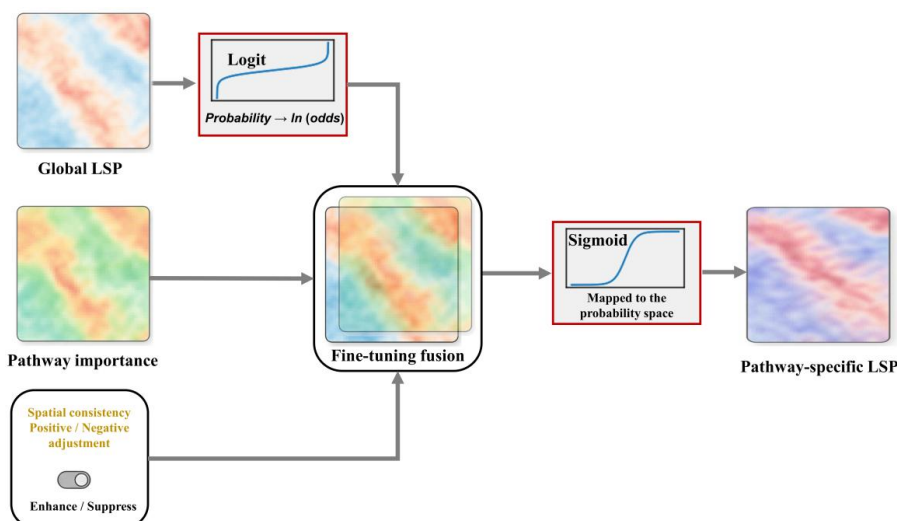 Logit
Probability → ln (odds)
Global LSP
Pathway importance
Fine-tuning fusion
Sigmoid
Mapped to the
probability space
Pathway-specific LSP
Spatial consistency
Positive / Negative
adjustment
Enhance / Suppress